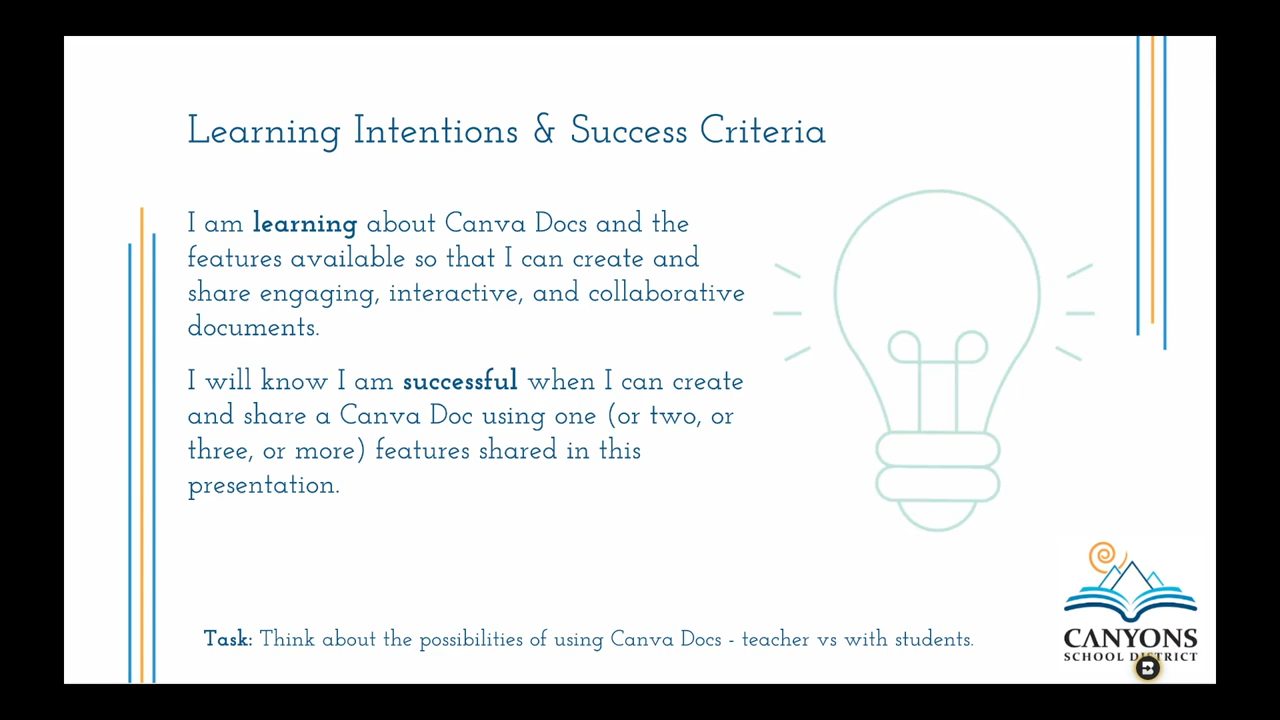 Learning Intentions & Success Criteria
I am learning about Canva Docs and the
features available so that I can create and
share engaging, interactive, and collaborative
documents.
I will know I am successful when I can create
and share a Canva Doc using one (or two, or
three, or more) features shared in this
presentation.
Task: Think about the possibilities of using Canva Docs - teacher vs with students.
CANYONS
SCHOOL DISTRICT